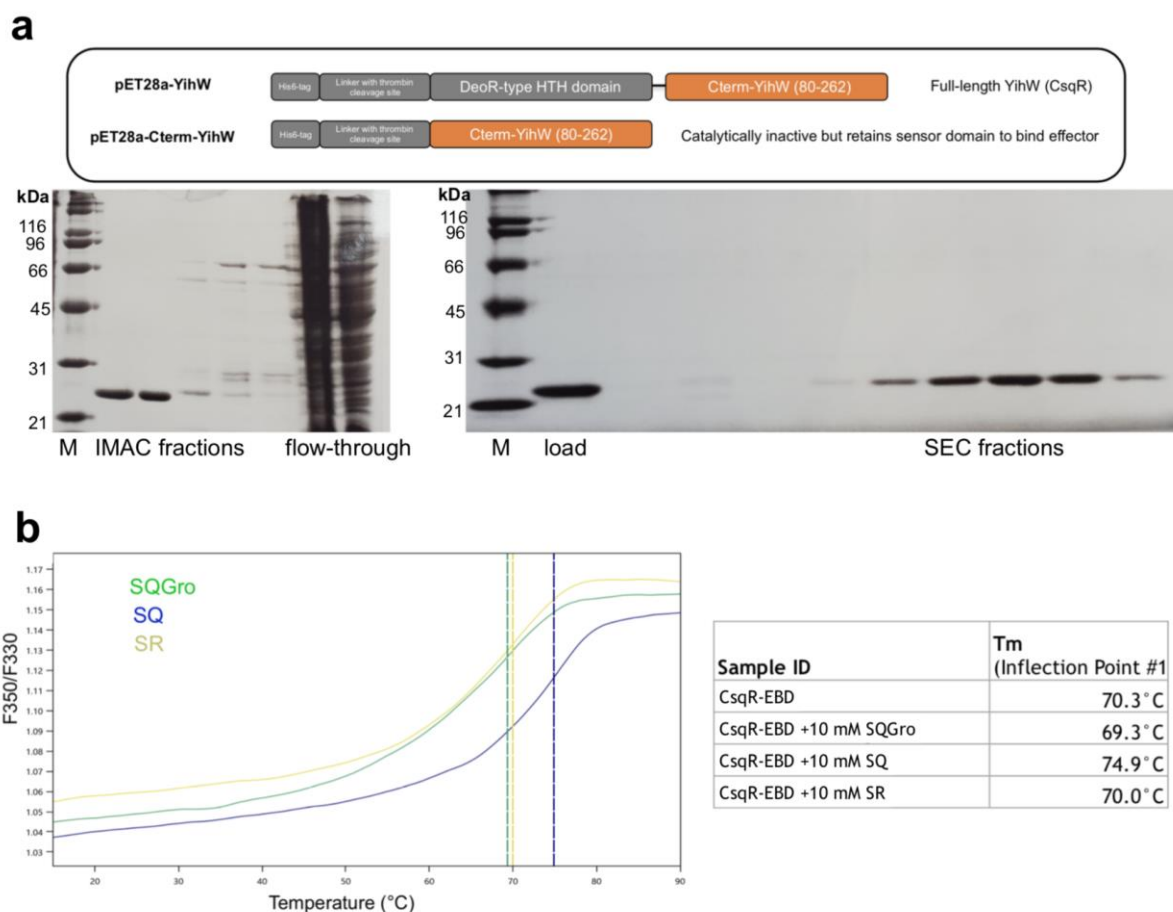 a
pET28a-YihW
His6-tag
Linker with thrombin
cleavage site
DeoR-type HTH domain
Cterm-YihW (80-262)
Full-length YihW (CsqR)
pET28a-Cterm-YihW
His6-tag
Linker with thrombin
cleavage site
Cterm-YihW (80-262)
Catalytically inactive but retains sensor domain to bind effector
kDa
116
96
66
45
31
21
M IMAC fractions flow-through
kDa
116
96
66
45
31
21
M load SEC fractions
b
SQGro
SQ
SR
F350/F330
1.17
1.16
1.15
1.14
1.13
1.12
1.11
1.10
1.09
1.08
1.07
1.06
1.05
1.04
1.03
20 30 40 50 60 70 80 90
Temperature (°C)
Sample ID Tm
(Inflection Point #1
CsqR-EBD 70.3°C
CsqR-EBD +10 mM SQGro 69.3°C
CsqR-EBD +10 mM SQ 74.9°C
CsqR-EBD +10 mM SR 70.0°C